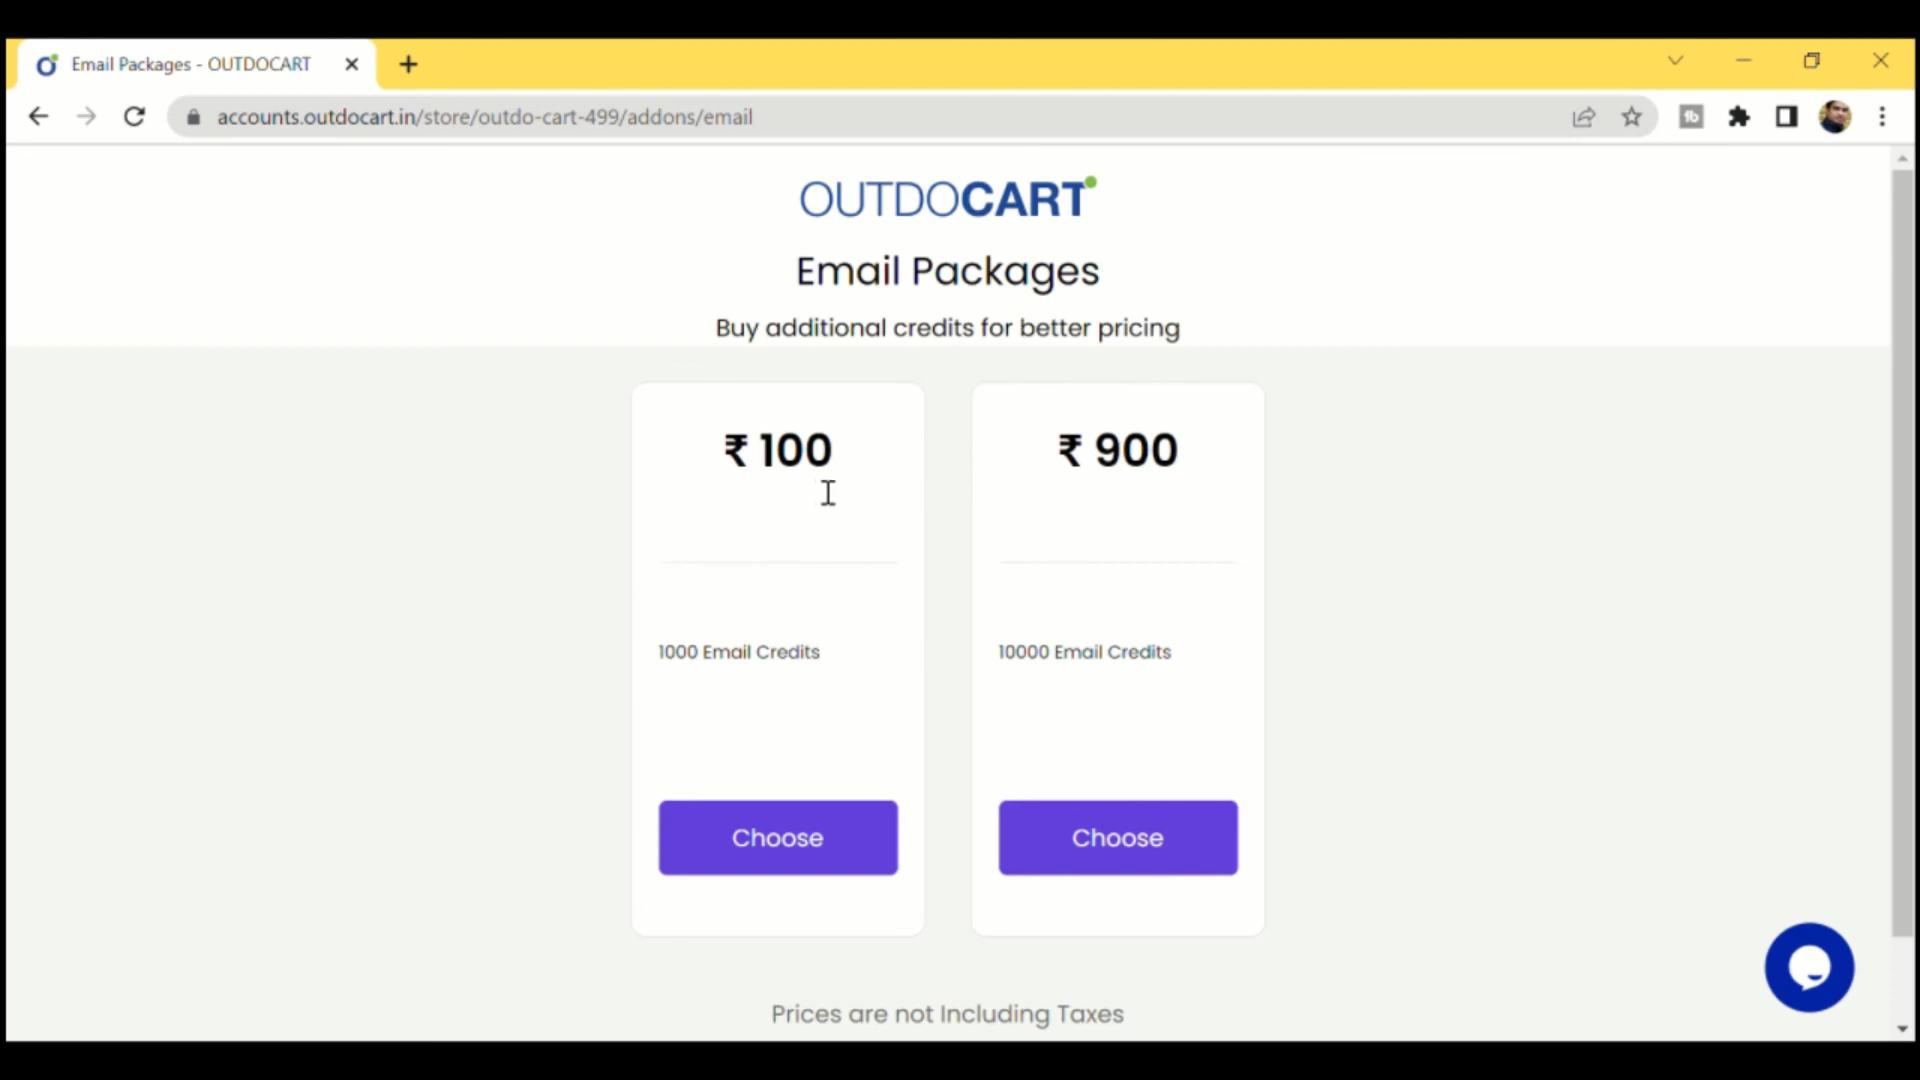 Email Packages - OUTDOCART
accounts.outdocart.in/store/outdo-cart-499/addons/email
OUTDOCART
Email Packages
Buy additional credits for better pricing
₹ 100
₹ 900
1000 Email Credits
10000 Email Credits
Choose
Choose
Prices are not Including Taxes